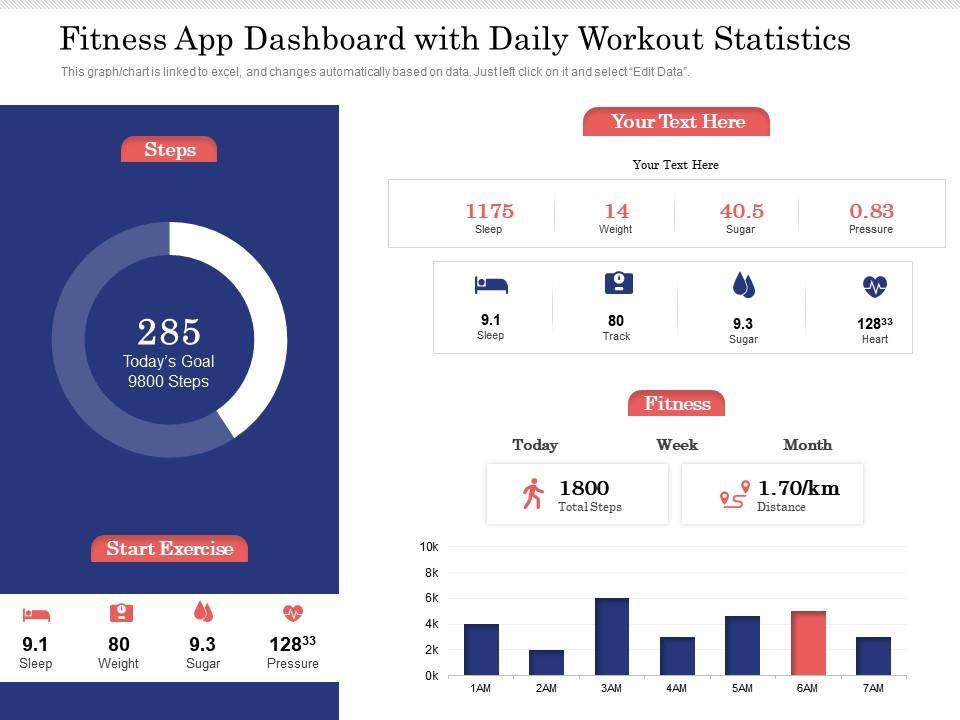 Fitness App Dashboard with Daily Workout Statistics
This graph/chart is linked to excel, and changes automatically based on data. Just left click on it and select “Edit Data”.
Steps
285
Today’s Goal
9800 Steps
Start Exercise
9.1 80 9.3 128³³
Sleep Weight Sugar Pressure
Your Text Here
Your Text Here
1175 14 40.5 0.83
Sleep Weight Sugar Pressure
9.1 80 9.3 128³³
Sleep Track Sugar Heart
Fitness
Today Week Month
1800 1.70/km
Total Steps Distance
10k
8k
6k
4k
2k
0k
1AM 2AM 3AM 4AM 5AM 6AM 7AM